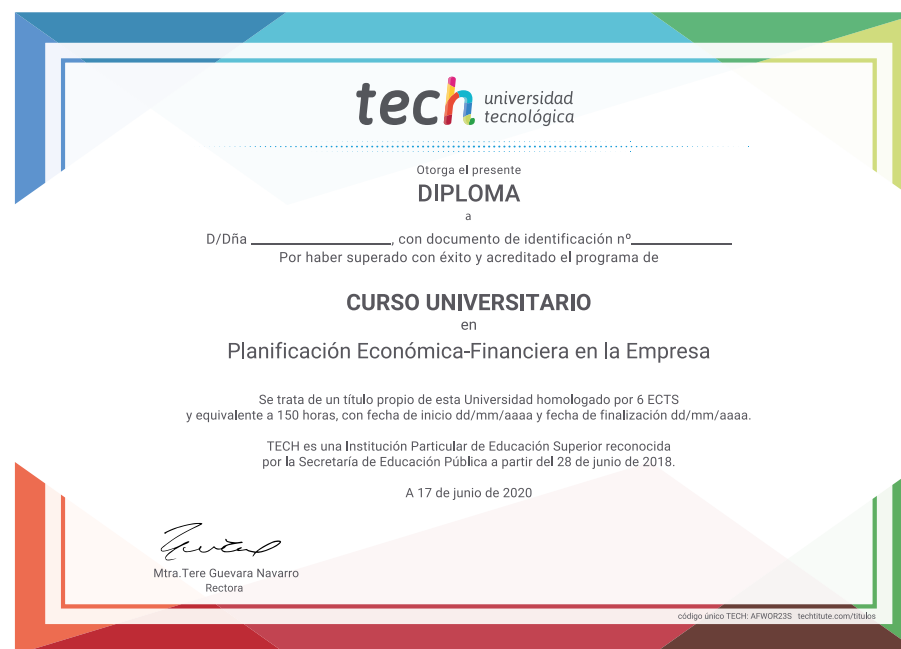 tech universidad
tecnológica
Otorga el presente
DIPLOMA
a
D/Dña ____________________, con documento de identificación nº______________
Por haber superado con éxito y acreditado el programa de
CURSO UNIVERSITARIO
en
Planificación Económica-Financiera en la Empresa
Se trata de un título propio de esta Universidad homologado por 6 ECTS
y equivalente a 150 horas, con fecha de inicio dd/mm/aaaa y fecha de finalización dd/mm/aaaa.
TECH es una Institución Particular de Educación Superior reconocida
por la Secretaría de Educación Pública a partir del 28 de junio de 2018.
A 17 de junio de 2020
Mtra.Tere Guevara Navarro
Rectora
código único TECH: AFWOR23S techtitute.com/titulos